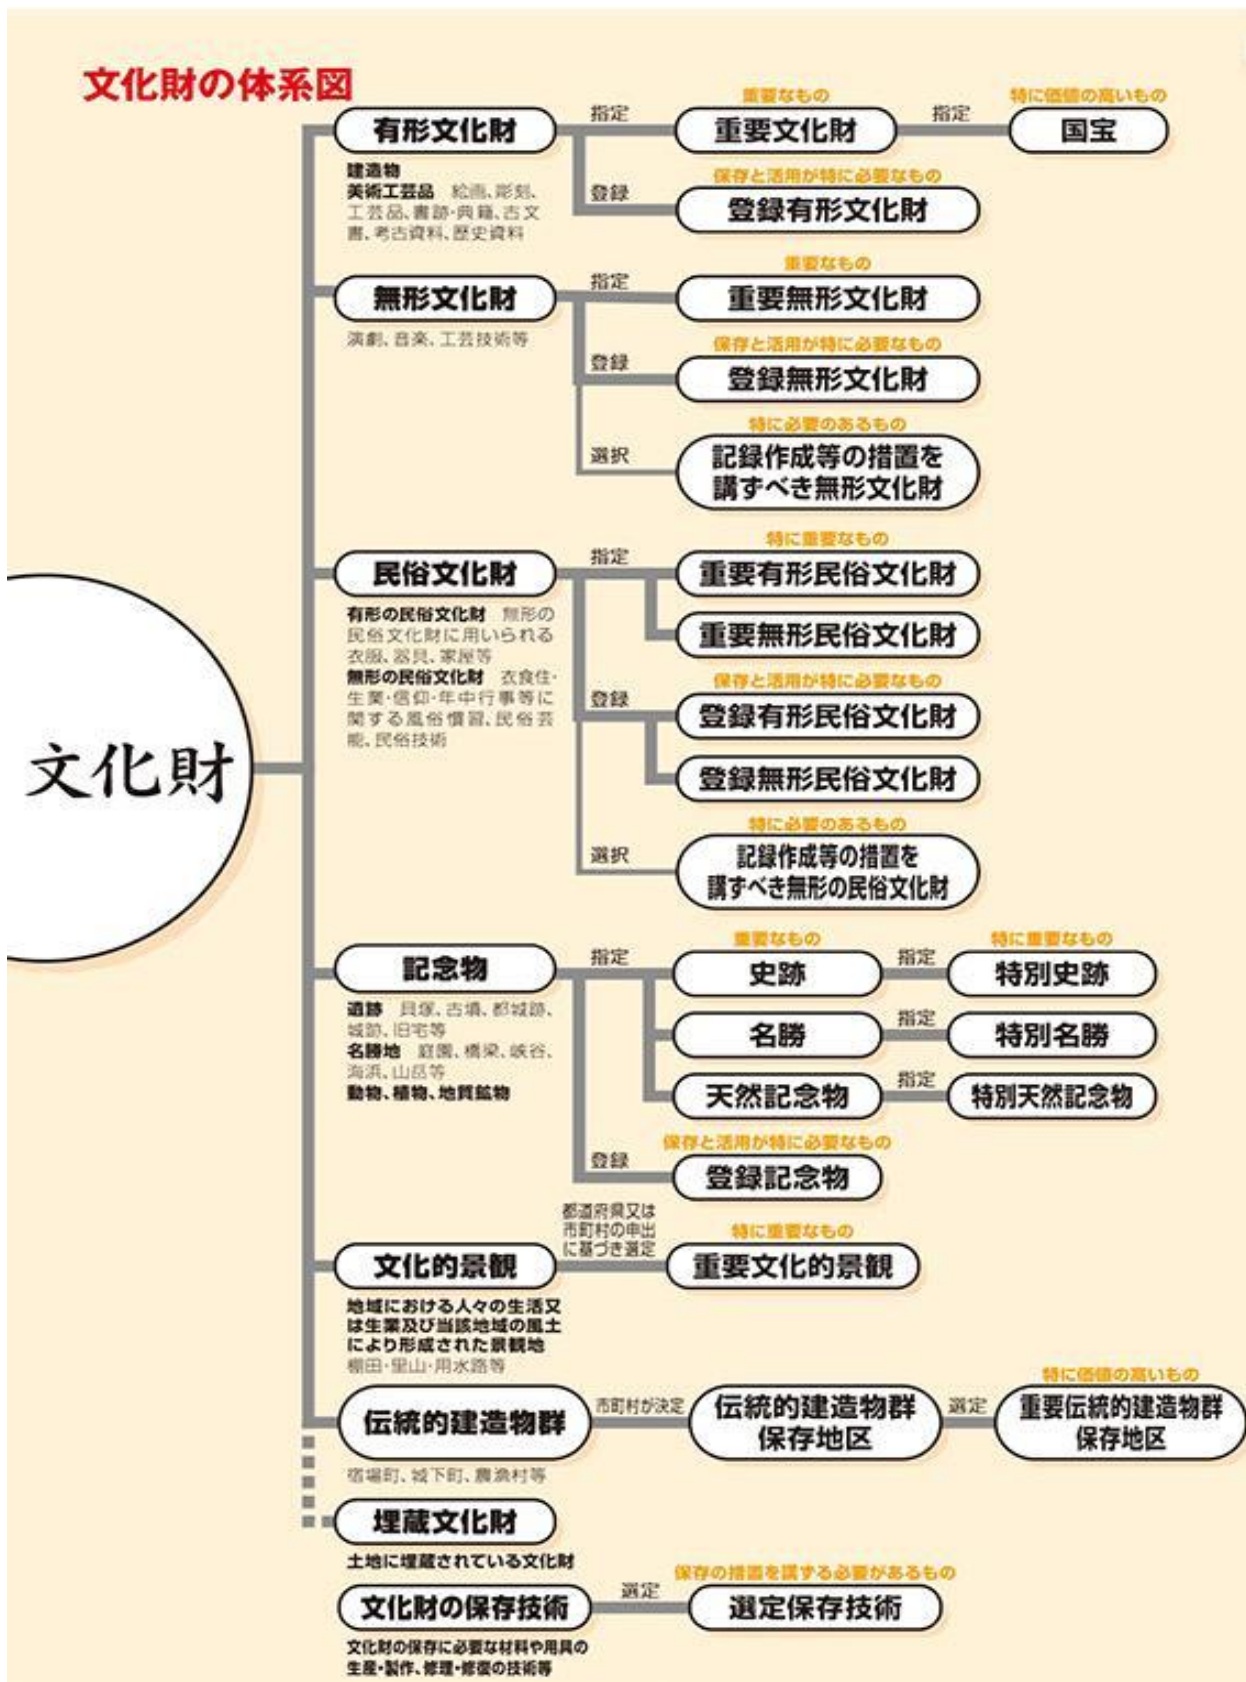 文化財の体系図
文化財
有形文化財
建造物
美術工芸品 絵画、彫刻、
工芸品、書跡・典籍、古文
書、考古資料、歴史資料
指定
重要なもの
重要文化財
指定
特に価値の高いもの
国宝
登録
保存と活用が特に必要なもの
登録有形文化財
無形文化財
演劇、音楽、工芸技術等
指定
重要なもの
重要無形文化財
登録
保存と活用が特に必要なもの
登録無形文化財
選択
特に必要のあるもの
記録作成等の措置を
講ずべき無形文化財
民俗文化財
有形の民俗文化財 無形の
民俗文化財に用いられる
衣服、器具、家屋等
無形の民俗文化財 衣食住・
生業・信仰・年中行事等に
関する風俗慣習、民俗芸
能、民俗技術
指定
特に重要なもの
重要有形民俗文化財
重要無形民俗文化財
登録
保存と活用が特に必要なもの
登録有形民俗文化財
登録無形民俗文化財
選択
特に必要のあるもの
記録作成等の措置を
講ずべき無形の民俗文化財
記念物
遺跡 貝塚、古墳、都城跡、
城跡、旧宅等
名勝地 庭園、橋梁、峡谷、
海浜、山岳等
動物、植物、地質鉱物
指定
重要なもの
史跡
指定
特に重要なもの
特別史跡
名勝
指定
特別名勝
天然記念物
指定
特別天然記念物
登録
保存と活用が特に必要なもの
登録記念物
文化的景観
地域における人々の生活又
は生業及び当該地域の風土
により形成された景観地
棚田・里山・用水路等
都道府県又は
市町村の申出
に基づき選定
特に重要なもの
重要文化的景観
伝統的建造物群
宿場町、城下町、農漁村等
市町村が決定
伝統的建造物群
保存地区
選定
特に価値の高いもの
重要伝統的建造物群
保存地区
埋蔵文化財
土地に埋蔵されている文化財
文化財の保存技術
文化財の保存に必要な材料や用具の
生産・製作、修理・修復の技術等
選定
保存の措置を講ずる必要があるもの
選定保存技術